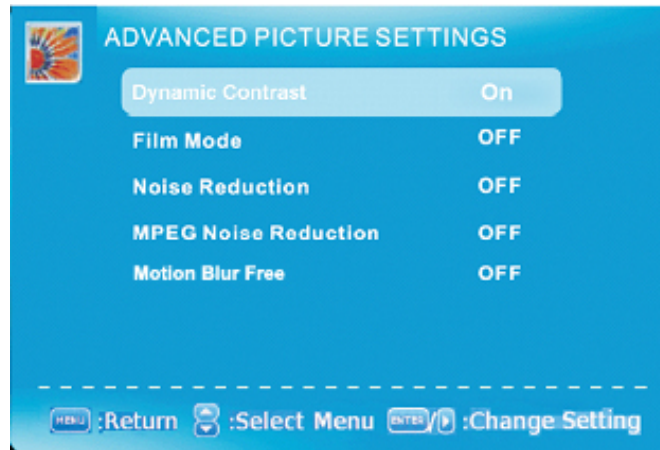 ADVANCED PICTURE SETTINGS
Dynamic Contrast On
Film Mode OFF
Noise Reduction OFF
MPEG Noise Reduction OFF
Motion Blur Free OFF
MENU :Return :Select Menu ENTER/ :Change Setting